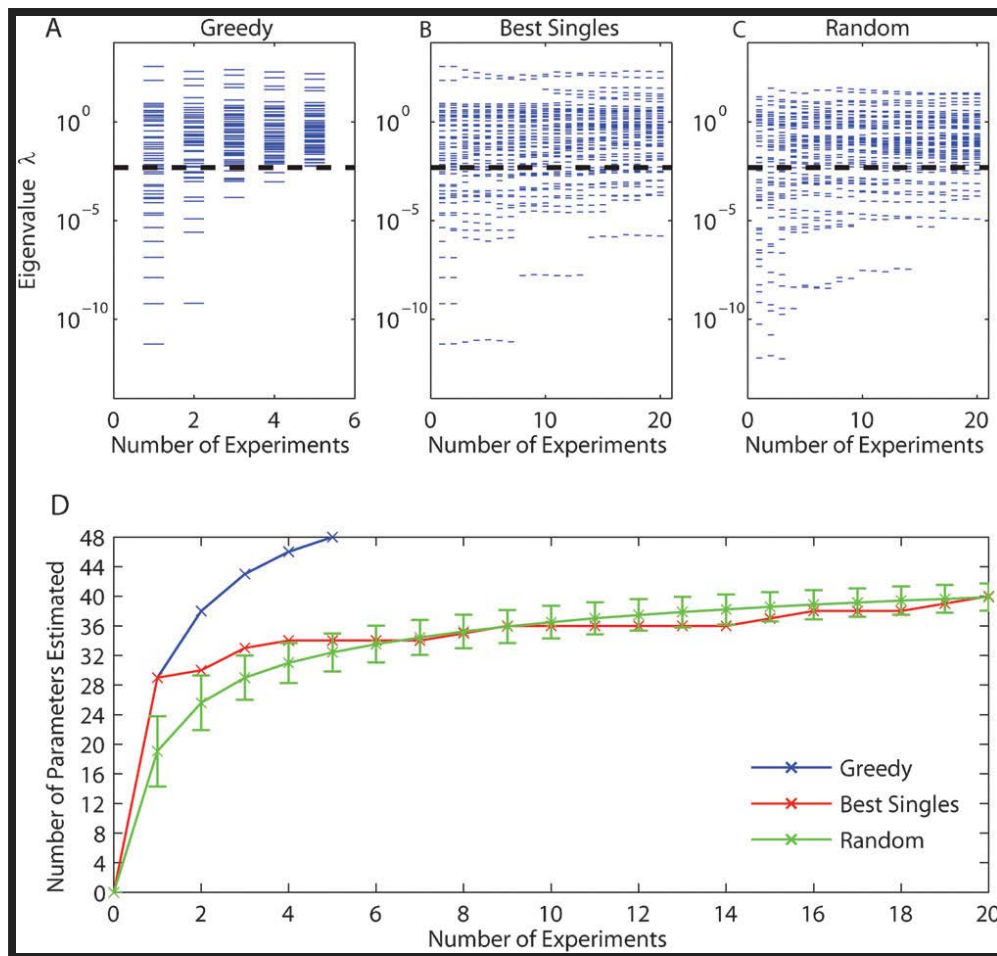 A Greedy
B Best Singles
C Random
Eigenvalue λ
10^0
10^-5
10^-10
0 2 4 6
Number of Experiments
10^0
10^-5
10^-10
0 10 20
Number of Experiments
10^0
10^-5
10^-10
0 10 20
Number of Experiments
D
Number of Parameters Estimated
48
44
40
36
32
28
24
20
16
12
8
4
0
0 2 4 6 8 10 12 14 16 18 20
Number of Experiments
Greedy
Best Singles
Random